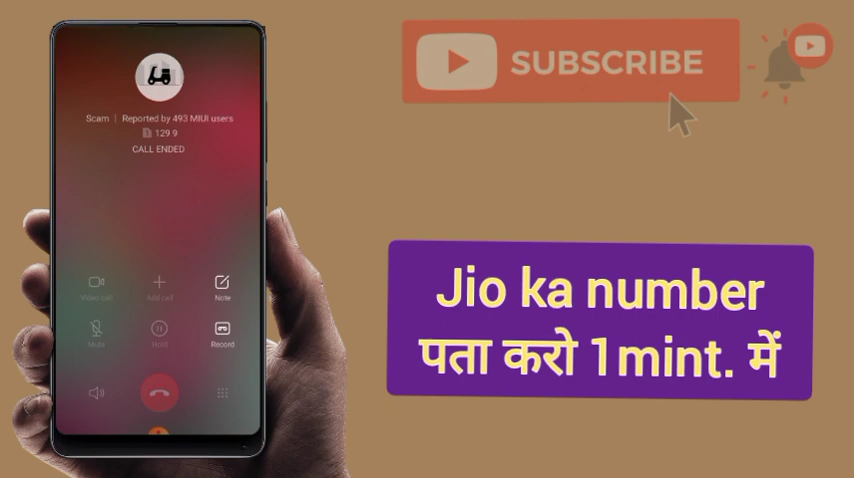 Scam | Reported by 493 MIUI users
129 9
CALL ENDED
Video call
Add call
Note
Mute
Hold
Record
SUBSCRIBE
Jio ka number
पता करो 1mint. में